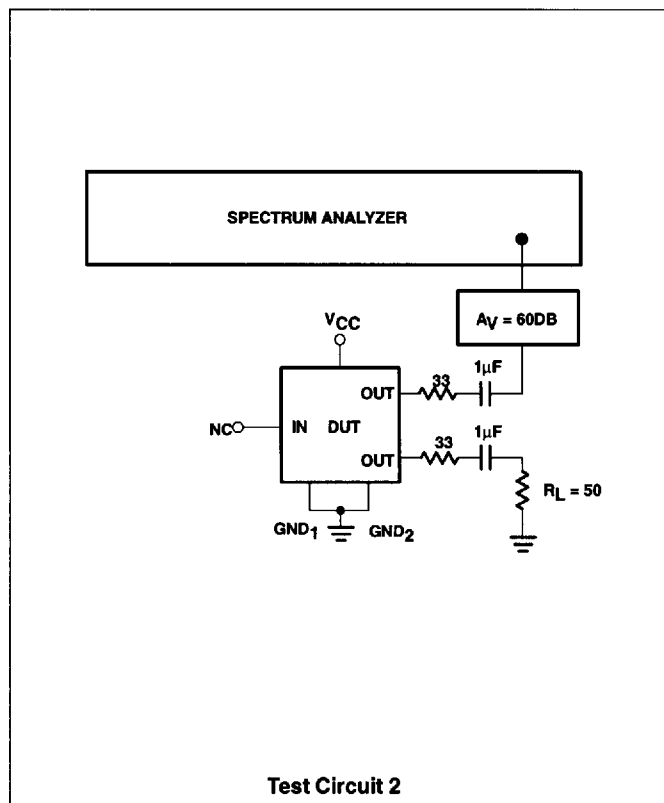 SPECTRUM ANALYZER
AV = 60DB
VCC
1µF
33
OUT
NC
IN DUT
1µF
33
OUT
RL = 50
GND1
GND2
Test Circuit 2